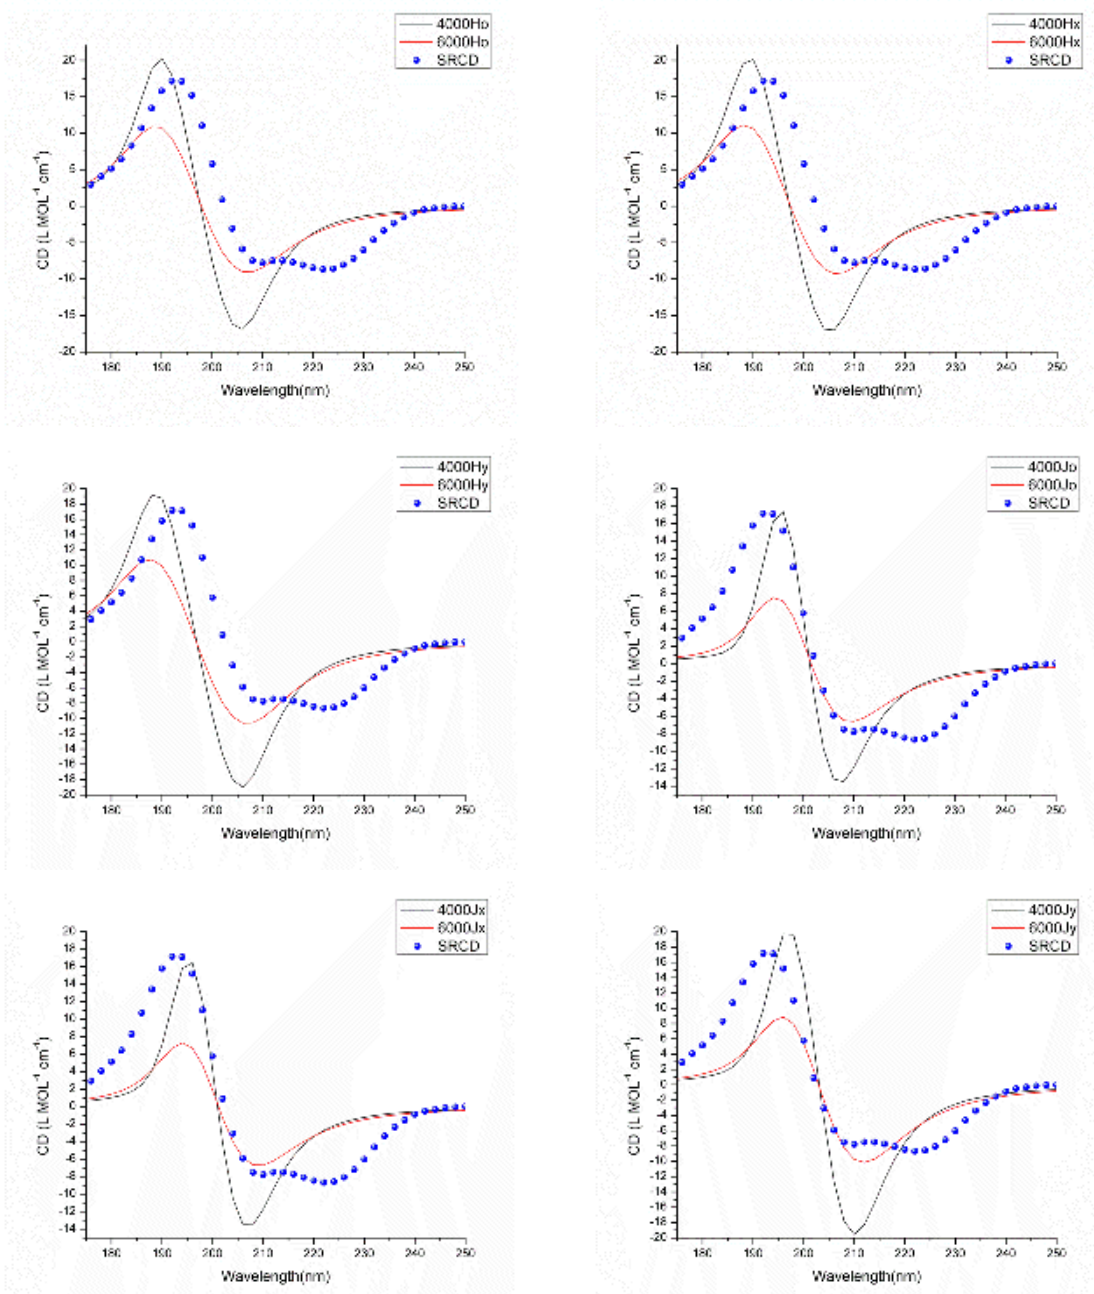 4000Ho
6000Ho
SRCD
20
15
10
5
0
-5
-10
-15
-20
CD (L MOL⁻¹ cm⁻¹)
180 190 200 210 220 230 240 250
Wavelength(nm)
4000Hx
6000Hx
SRCD
20
15
10
5
0
-5
-10
-15
-20
CD (L MOL⁻¹ cm⁻¹)
180 190 200 210 220 230 240 250
Wavelength(nm)
4000Hy
6000Hy
SRCD
20
18
16
14
12
10
8
6
4
2
0
-2
-4
-6
-8
-10
-12
-14
-16
-18
-20
CD (L MOL⁻¹ cm⁻¹)
180 190 200 210 220 230 240 250
Wavelength(nm)
4000Jo
6000Jo
SRCD
20
18
16
14
12
10
8
6
4
2
0
-2
-4
-6
-8
-10
-12
-14
CD (L MOL⁻¹ cm⁻¹)
180 190 200 210 220 230 240 250
Wavelength(nm)
4000Jx
6000Jx
SRCD
20
18
16
14
12
10
8
6
4
2
0
-2
-4
-6
-8
-10
-12
-14
CD (L MOL⁻¹ cm⁻¹)
180 190 200 210 220 230 240 250
Wavelength(nm)
4000Jy
6000Jy
SRCD
20
18
16
14
12
10
8
6
4
2
0
-2
-4
-6
-8
-10
-12
-14
-16
-18
-20
CD (L MOL⁻¹ cm⁻¹)
180 190 200 210 220 230 240 250
Wavelength(nm)